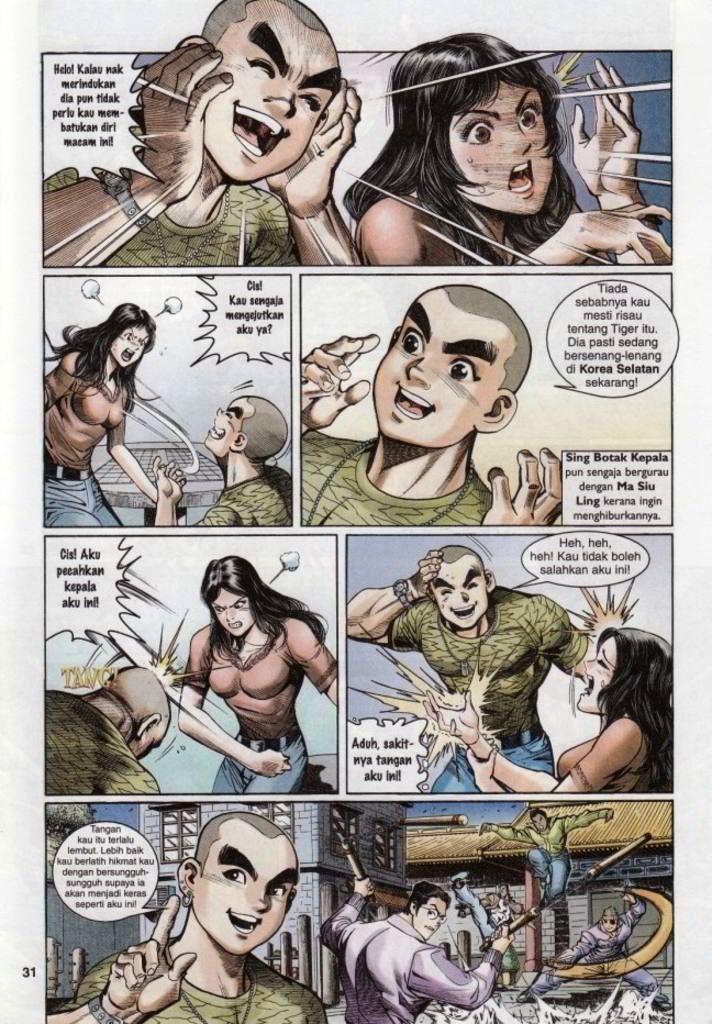 Helo! Kalau nak
merindukan
dia pun tidak
perlu kau mem-
batukan diri
macam ini!
Cis!
Kau sengaja
mengejutkan
aku ya?
Tiada
sebabnya kau
mesti risau
tentang Tiger itu.
Dia pasti sedang
bersenang-lenang
di Korea Selatan
sekarang!
Sing Botak Kepala
pun sengaja bergurau
dengan Ma Siu
Ling kerana ingin
menghiburkannya.
Cis! Aku
pecahkan
kepala
aku ini!
TANG!
Heh, heh,
heh! Kau tidak boleh
salahkan aku ini!
Aduh, sakit-
nya tangan
aku ini!
Tangan
kau itu terlalu
lembut. Lebih baik
kau berlatih hikmat kau
dengan bersungguh-
sungguh supaya ia
akan menjadi keras
seperti aku ini!
31